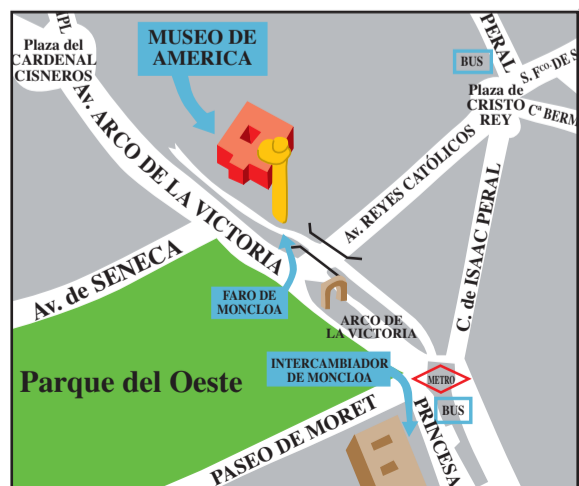 IPL
Plaza del
CARDENAL
CISNEROS
MUSEO DE
AMERICA
PERAL
BUS
S. Fco. DE S
Plaza de
CRISTO
REY
Cª BERM
Av. ARCO DE LA VICTORIA
Av. REYES CATÓLICOS
C. de ISAAC PERAL
Av. de SENECA
FARO DE
MONCLOA
ARCO DE
LA VICTORIA
INTERCAMBIADOR
DE MONCLOA
METRO
BUS
Parque del Oeste
PASEO DE MORET
PRINCESA